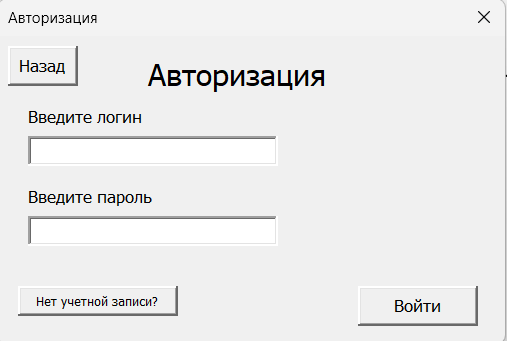 Авторизация
Назад
Авторизация
Введите логин
Введите пароль
Нет учетной записи?
Войти